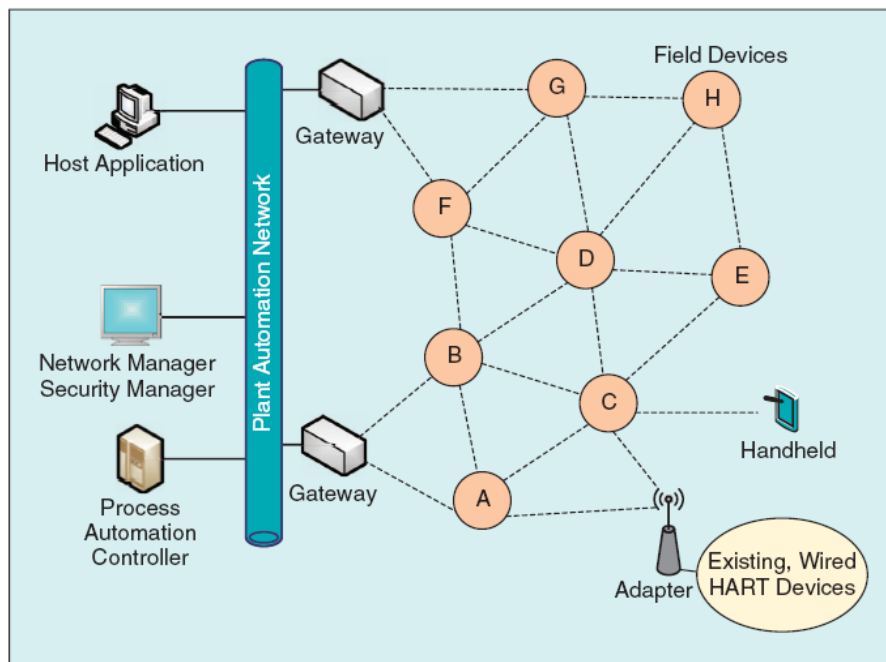 Field Devices
G
H
Gateway
Host Application
F
Plant Automation Network
D
E
Network Manager
Security Manager
B
C
Handheld
Gateway
A
Process
Automation
Controller
Adapter
Existing, Wired
HART Devices